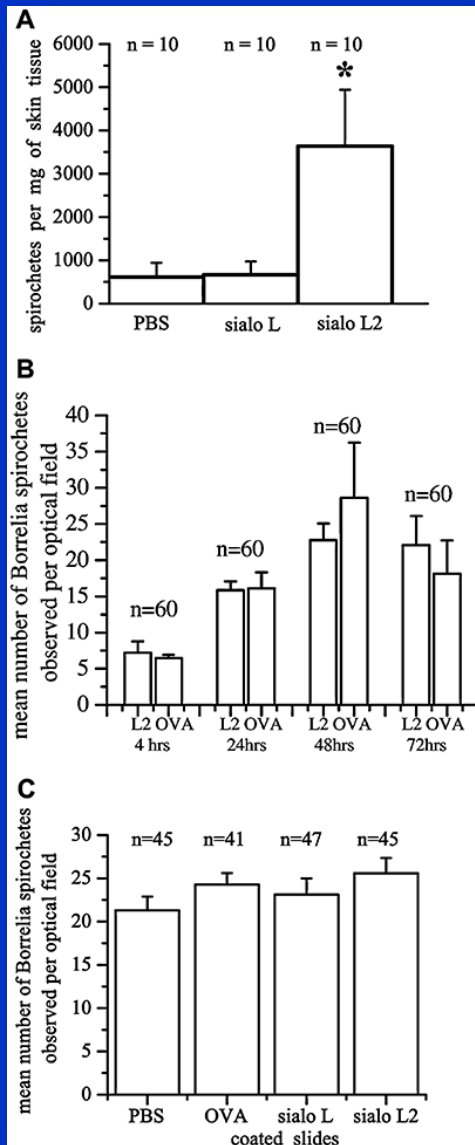 A
n = 10 n = 10 n = 10
*
6000
5000
4000
3000
2000
1000
0
spirochetes per mg of skin tissue
PBS sialo L sialo L2
B
40
35
30
25
20
15
10
5
0
mean number of Borrelia spirochetes
observed per optical field
n=60
n=60
n=60
n=60
L2 OVA L2 OVA L2 OVA L2 OVA
4 hrs 24hrs 48hrs 72hrs
C
30
25
20
15
10
5
0
mean number of Borrelia spirochetes
observed per optical field
n=45 n=41 n=47 n=45
PBS OVA sialo L sialo L2
coated slides